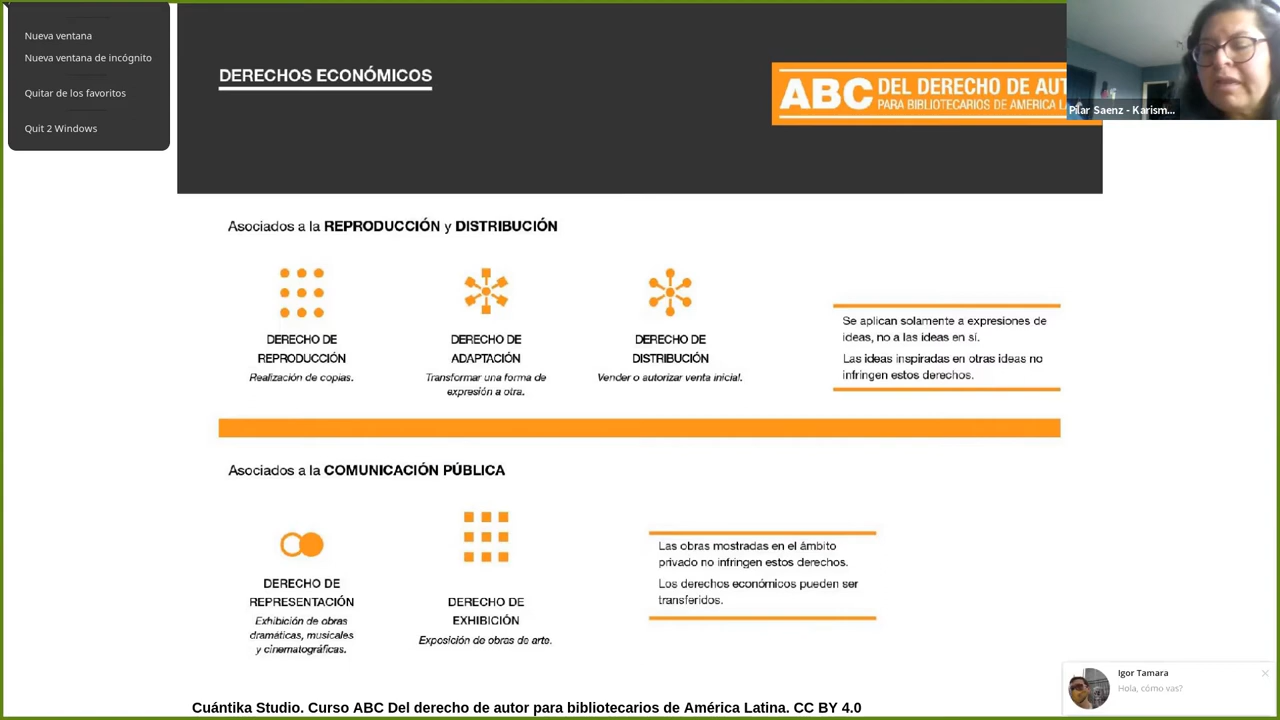 Nueva ventana
Nueva ventana de incógnito
Quitar de los favoritos
Quit 2 Windows
DERECHOS ECONÓMICOS
ABC DEL DERECHO DE AUT
PARA BIBLIOTECARIOS DE AMERICA L
Pilar Saenz - Karism...
Asociados a la REPRODUCCIÓN y DISTRIBUCIÓN
DERECHO DE
REPRODUCCIÓN
Realización de copias.
DERECHO DE
ADAPTACIÓN
Transformar una forma de
expresión a otra.
DERECHO DE
DISTRIBUCIÓN
Vender o autorizar venta inicial.
Se aplican solamente a expresiones de
ideas, no a las ideas en sí.
Las ideas inspiradas en otras ideas no
infringen estos derechos.
Asociados a la COMUNICACIÓN PÚBLICA
DERECHO DE
REPRESENTACIÓN
Exhibición de obras
dramáticas, musicales
y cinematográficas.
DERECHO DE
EXHIBICIÓN
Exposición de obras de arte.
Las obras mostradas en el ámbito
privado no infringen estos derechos.
Los derechos económicos pueden ser
transferidos.
Igor Tamara
Hola, cómo vas?
Cuántika Studio. Curso ABC Del derecho de autor para bibliotecarios de América Latina. CC BY 4.0